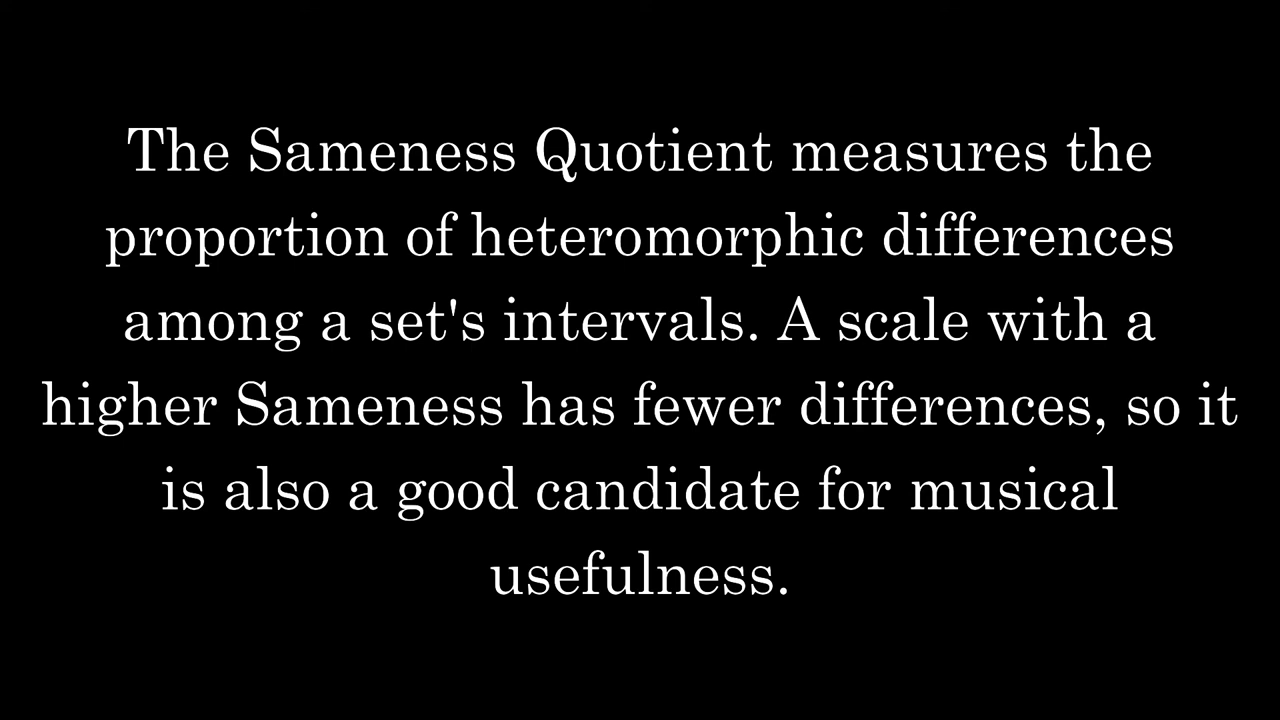 The Sameness Quotient measures the
proportion of heteromorphic differences
among a set's intervals. A scale with a
higher Sameness has fewer differences, so it
is also a good candidate for musical
usefulness.